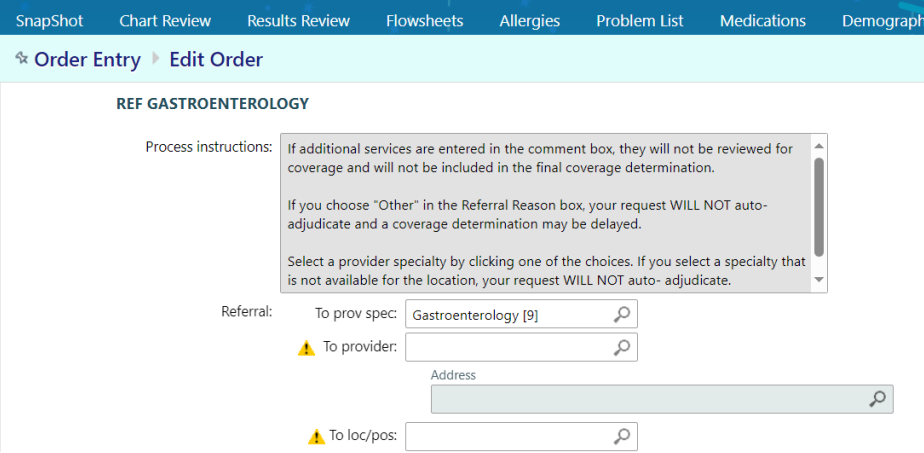 SnapShot Chart Review Results Review Flowsheets Allergies Problem List Medications Demograph
Order Entry Edit Order
REF GASTROENTEROLOGY
Process instructions:
If additional services are entered in the comment box, they will not be reviewed for
coverage and will not be included in the final coverage determination.
If you choose "Other" in the Referral Reason box, your request WILL NOT auto-
adjudicate and a coverage determination may be delayed.
Select a provider specialty by clicking one of the choices. If you select a specialty that
is not available for the location, your request WILL NOT auto- adjudicate.
Referral: To prov spec: Gastroenterology [9]
To provider:
Address
To loc/pos: